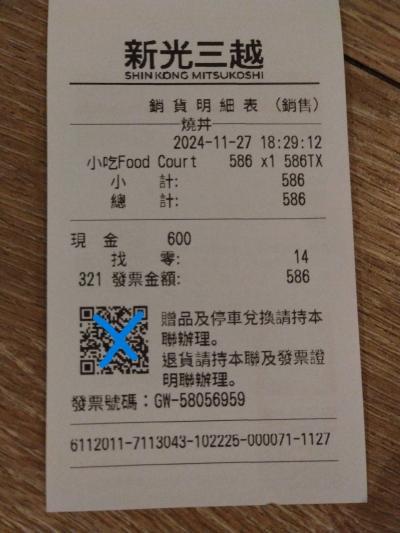 新光三越
SHIN KONG MITSUKOSHI
銷貨明細表 (銷售)
燒丼
2024-11-27 18:29:12
小吃Food Court 586 x1 586TX
小 計: 586
總 計: 586
現 金 600
找 零: 14
321 發票金額: 586
贈品及停車兌換請持本
聯辦理。
退貨請持本聯及發票證
明聯辦理。
發票號碼：GW-58056959
6112011-7113043-102225-000071-1127